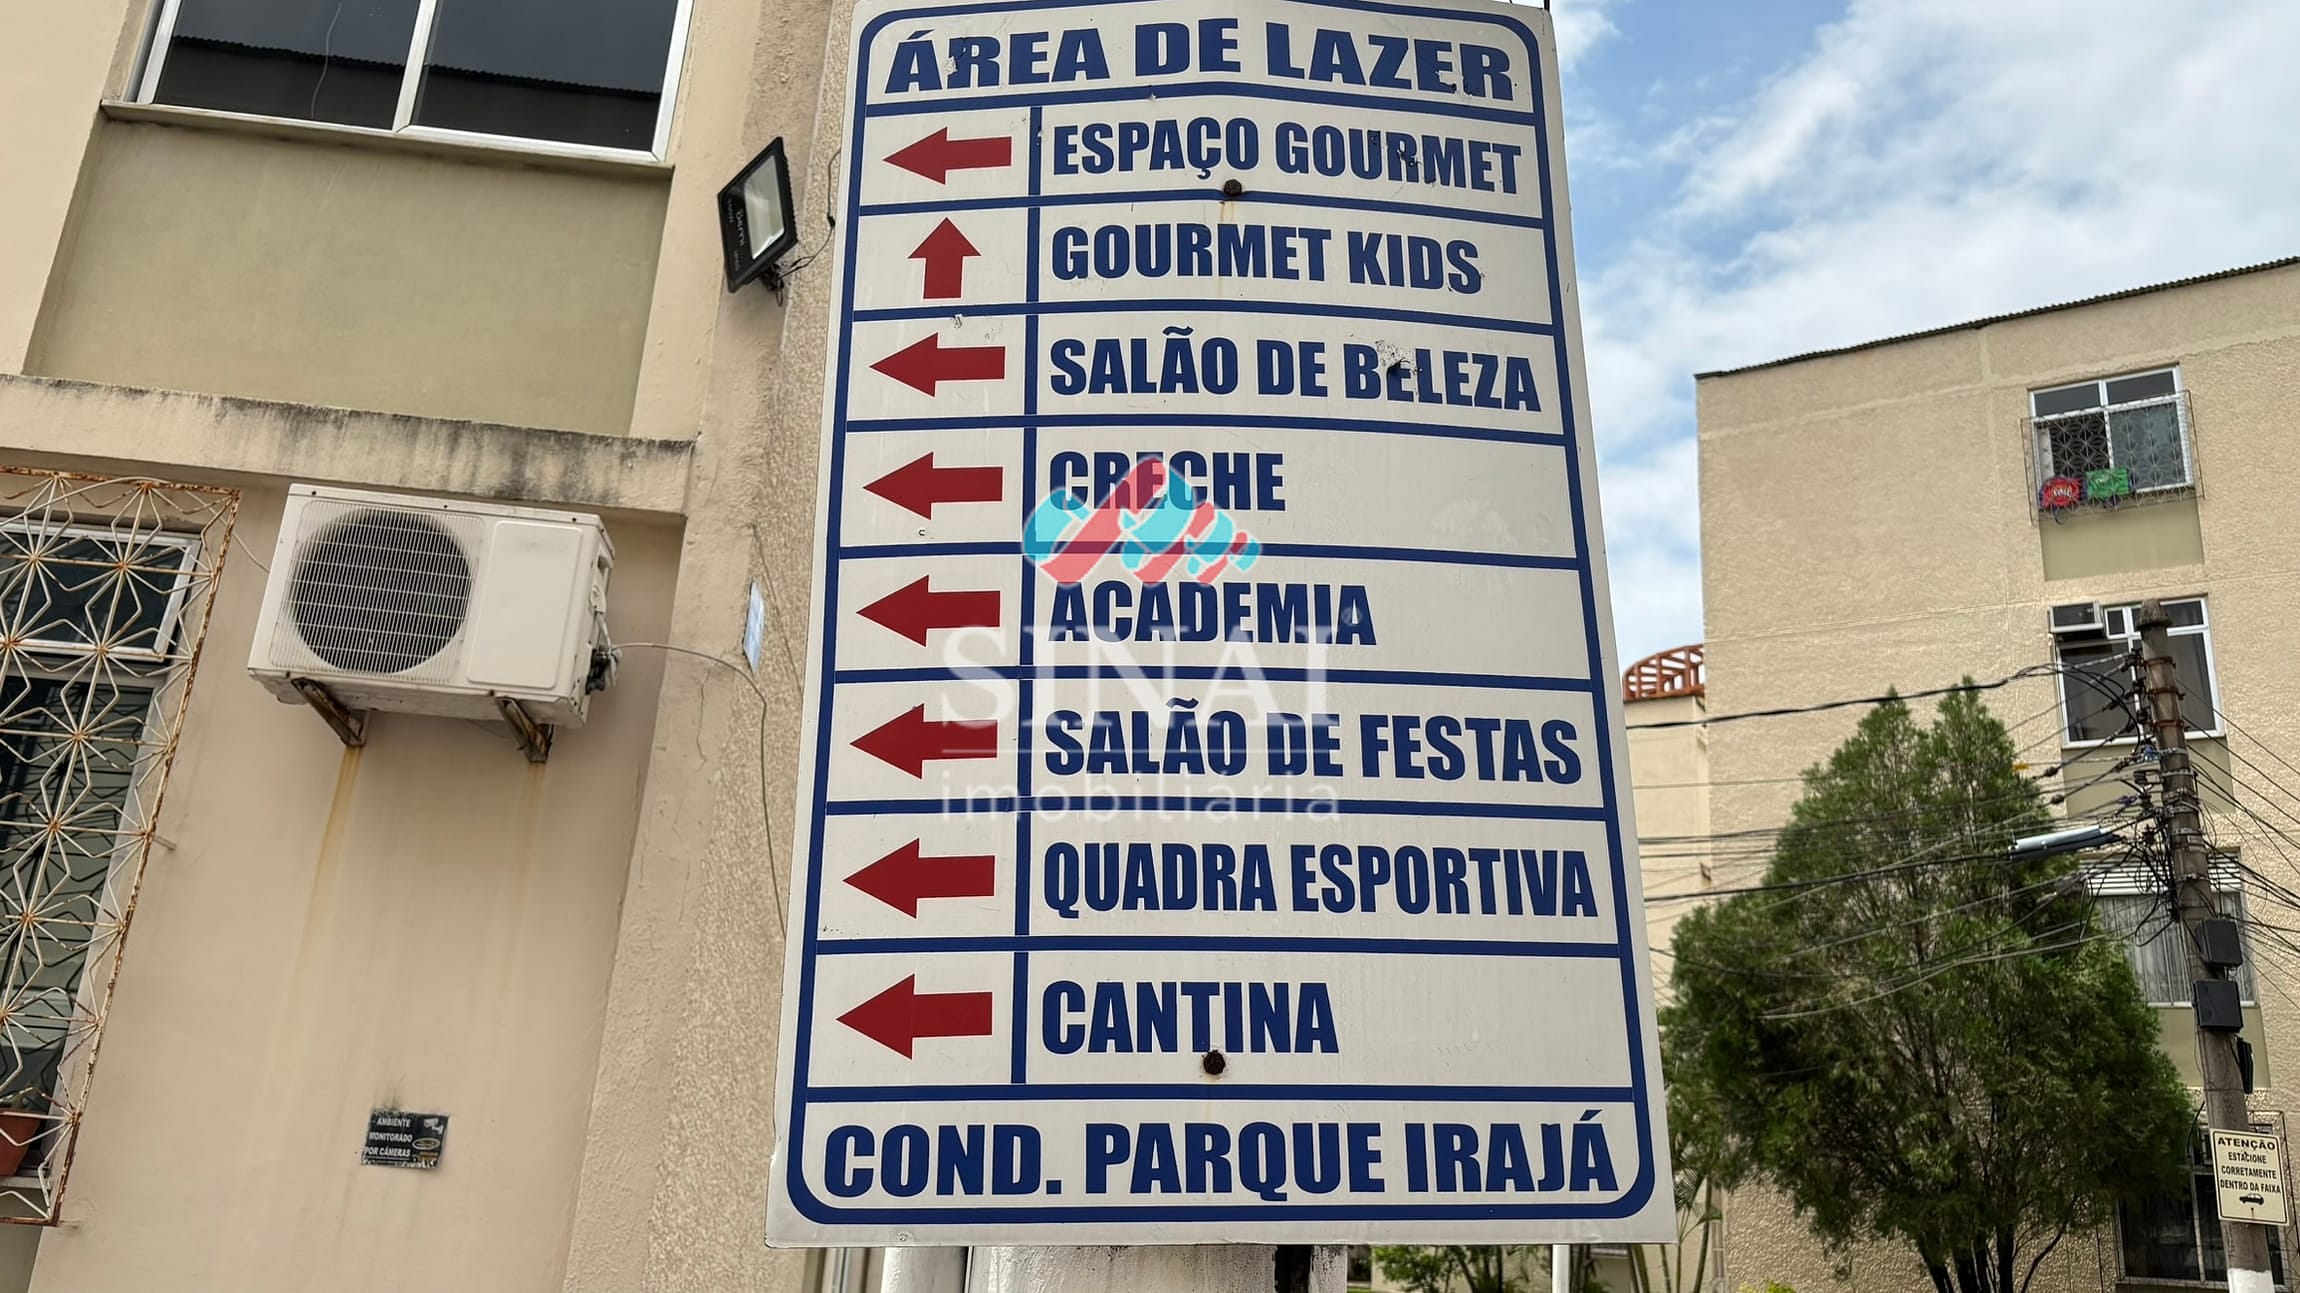 ÁREA DE LAZER
ESPAÇO GOURMET
GOURMET KIDS
SALÃO DE BELEZA
CRECHE
ACADEMIA
SINAI
SALÃO DE FESTAS
imobiliária
QUADRA ESPORTIVA
CANTINA
COND. PARQUE IRAJÁ
AMBIENTE
MONITORADO
POR CÂMERAS
ATENÇÃO
ESTACIONE
CORRETAMENTE
DENTRO DA FAIXA